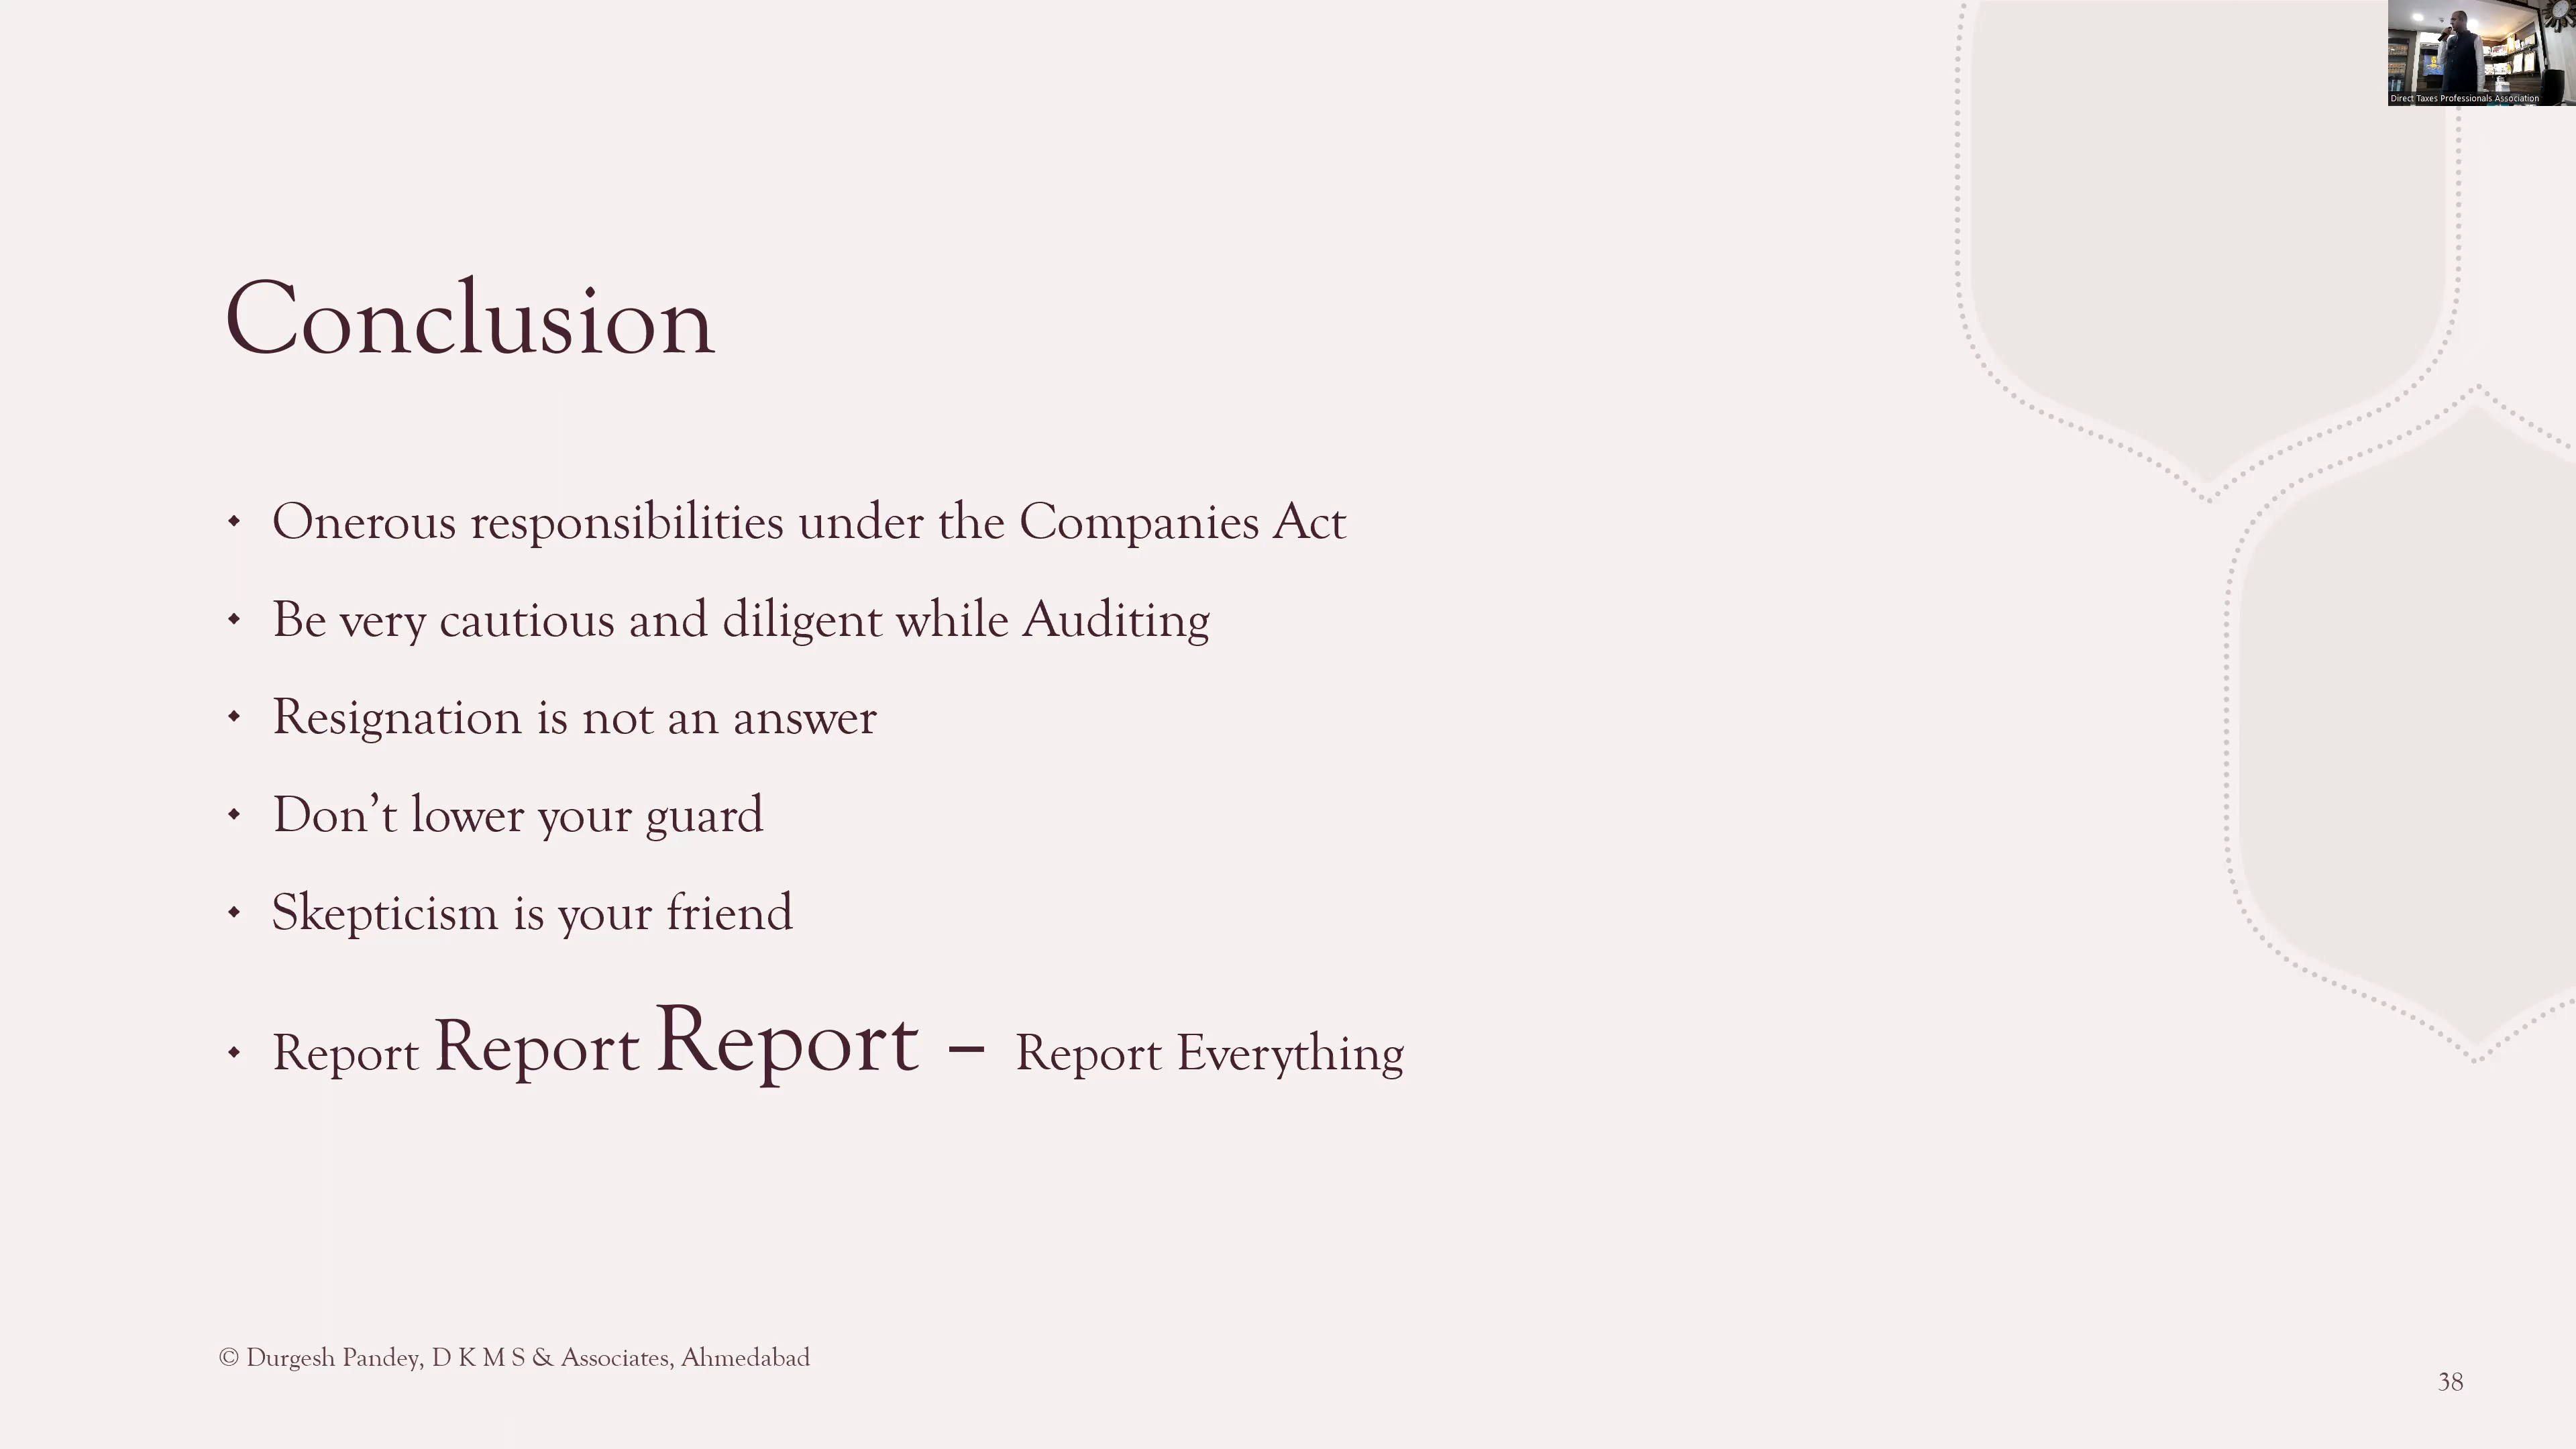 Direct Taxes Professionals Association
Conclusion
Onerous responsibilities under the Companies Act
Be very cautious and diligent while Auditing
Resignation is not an answer
Don’t lower your guard
Skepticism is your friend
Report Report Report – Report Everything
© Durgesh Pandey, D K M S & Associates, Ahmedabad
38